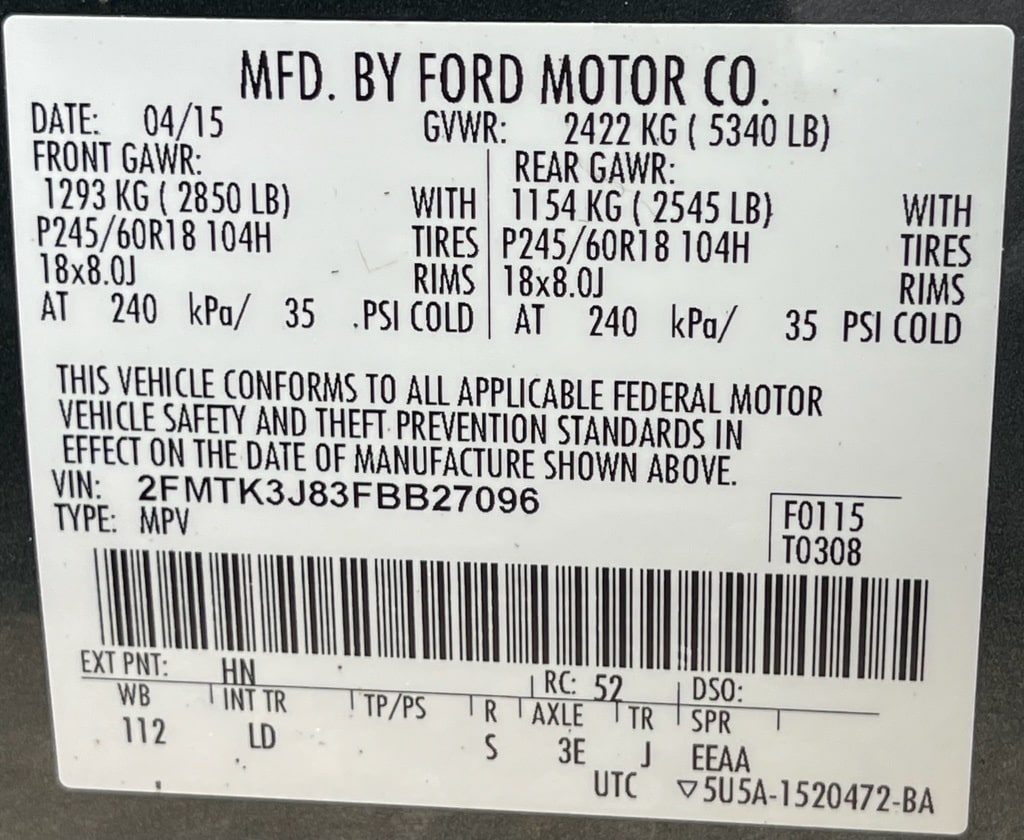 MFD. BY FORD MOTOR CO.
DATE: 04/15 GVWR: 2422 KG ( 5340 LB)
FRONT GAWR: REAR GAWR:
1293 KG ( 2850 LB) WITH 1154 KG ( 2545 LB) WITH
P245/60R18 104H TIRES P245/60R18 104H TIRES
18x8.0J RIMS 18x8.0J RIMS
AT 240 kPa/ 35 .PSI COLD AT 240 kPa/ 35 PSI COLD
THIS VEHICLE CONFORMS TO ALL APPLICABLE FEDERAL MOTOR
VEHICLE SAFETY AND THEFT PREVENTION STANDARDS IN
EFFECT ON THE DATE OF MANUFACTURE SHOWN ABOVE.
VIN: 2FMTK3J83FBB27096
TYPE: MPV
F0115
T0308
EXT PNT: HN RC: 52 DSO:
WB INT TR TP/PS R AXLE TR SPR
112 LD S 3E J EEAA
UTC ▽5U5A-1520472-BA